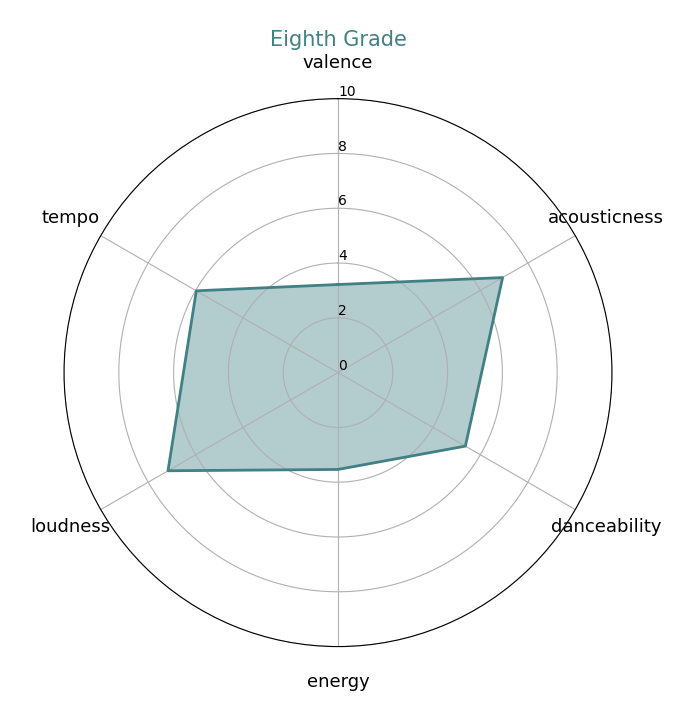 Eighth Grade
valence
10
8
6
4
2
0
tempo
acousticness
loudness
danceability
energy